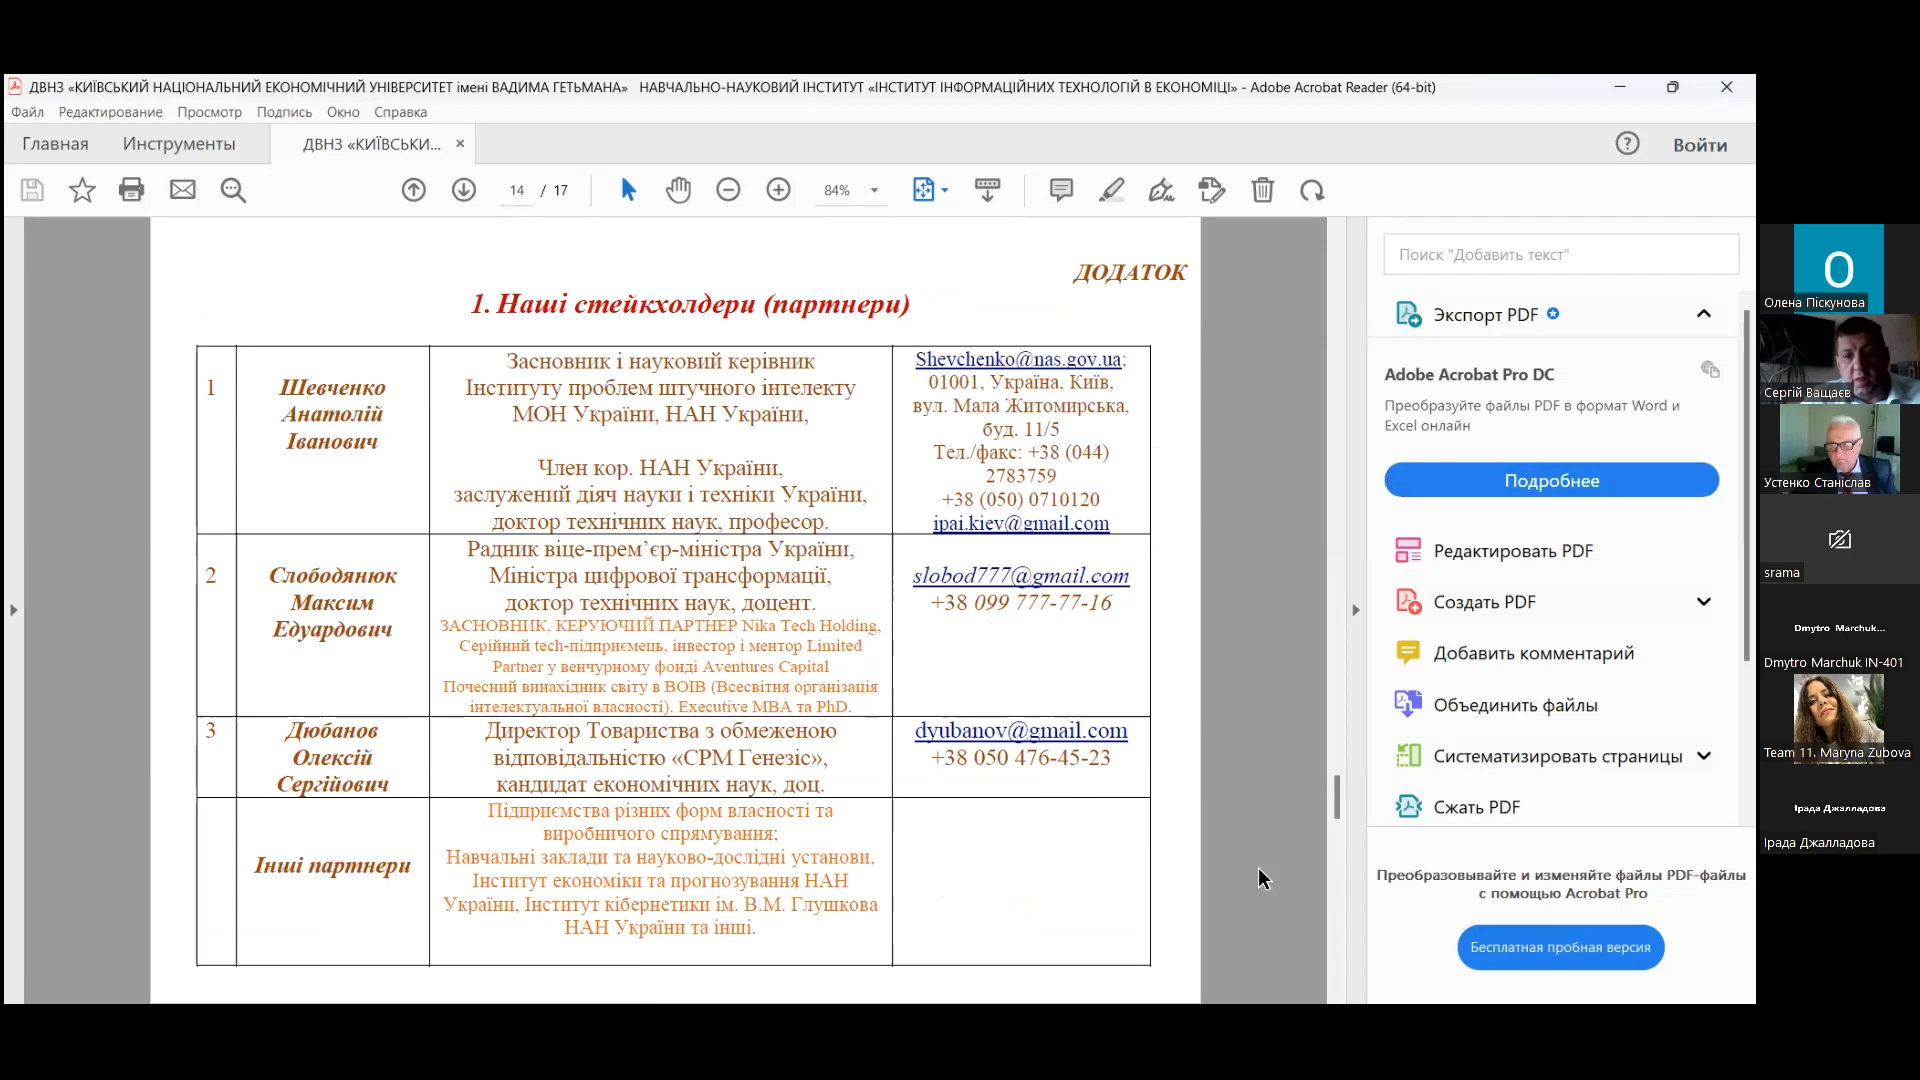 ДВНЗ «КИЇВСЬКИЙ НАЦІОНАЛЬНИЙ ЕКОНОМІЧНИЙ УНІВЕРСИТЕТ імені ВАДИМА ГЕТЬМАНА» НАВЧАЛЬНО-НАУКОВИЙ ІНСТИТУТ «ІНСТИТУТ ІНФОРМАЦІЙНИХ ТЕХНОЛОГІЙ В ЕКОНОМІЦІ» - Adobe Acrobat Reader (64-bit)
Файл Редактирование Просмотр Подпись Окно Справка
Главная Инструменты ДВНЗ «КИЇВСЬКИ... Войти
14 / 17 84%
ДОДАТОК
1. Наші стейкхолдери (партнери)
1
Шевченко
Анатолій
Іванович
Засновник і науковий керівник
Інституту проблем штучного інтелекту
МОН України, НАН України,
Член кор. НАН України,
заслужений діяч науки і техніки України,
доктор технічних наук, професор.
Shevchenko@nas.gov.ua;
01001, Україна, Київ,
вул. Мала Житомирська,
буд. 11/5
Тел./факс: +38 (044)
2783759
+38 (050) 0710120
ipai.kiev@gmail.com
2
Слободянюк
Максим
Едуардович
Радник віце-прем’єр-міністра України,
Міністра цифрової трансформації,
доктор технічних наук, доцент.
ЗАСНОВНИК, КЕРУЮЧИЙ ПАРТНЕР Nika Tech Holding,
Серійний tech-підприємець, інвестор і ментор Limited
Partner у венчурному фонді Aventures Capital
Почесний винахідник світу в ВОІВ (Всесвітня організація
інтелектуальної власності). Executive MBA та PhD.
slobod777@gmail.com
+38 099 777-77-16
3
Дюбанов
Олексій
Сергійович
Директор Товариства з обмеженою
відповідальністю «СРМ Генезіс»,
кандидат економічних наук, доц.
dyubanov@gmail.com
+38 050 476-45-23
Інші партнери
Підприємства різних форм власності та
виробничого спрямування;
Навчальні заклади та науково-дослідні установи,
Інститут економіки та прогнозування НАН
України, Інститут кібернетики ім. В.М. Глушкова
НАН України та інші.
Поиск "Добавить текст"
Экспорт PDF
Adobe Acrobat Pro DC
Преобразуйте файлы PDF в формат Word и
Excel онлайн
Подробнее
Редактировать PDF
Создать PDF
Добавить комментарий
Объединить файлы
Систематизировать страницы
Сжать PDF
Преобразовывайте и изменяйте файлы PDF-файлы
с помощью Acrobat Pro
Бесплатная пробная версия
О
Олена Піскунова
Сергій Ващаєв
Устенко Станіслав
srama
Dmytro Marchuk...
Dmytro Marchuk IN-401
Team 11. Maryna Zubova
Ірада Джалладова
Ірада Джалладова